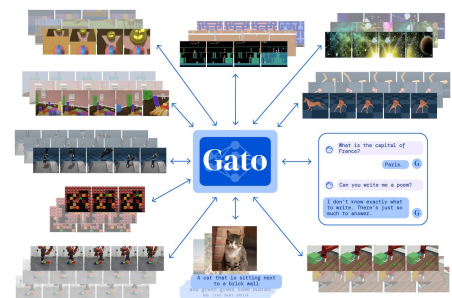 Gato
What is the capital of
France?
Paris.
G
Can you write me a poem?
I don't know exactly what
to write. There's just so
much to answer.
G
A cat that is sitting next
to a brick wall